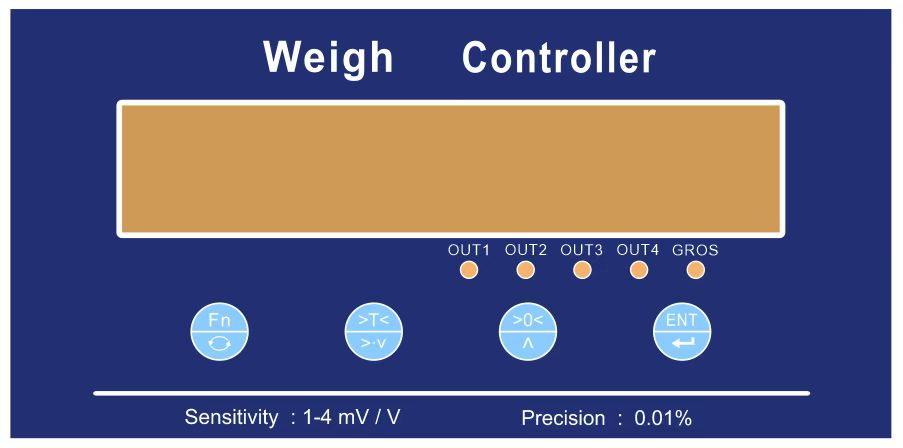 Weigh Controller
OUT1 OUT2 OUT3 OUT4 GROS
Fn >T< >0< ENT
>·v ʌ
Sensitivity : 1-4 mV / V Precision : 0.01%